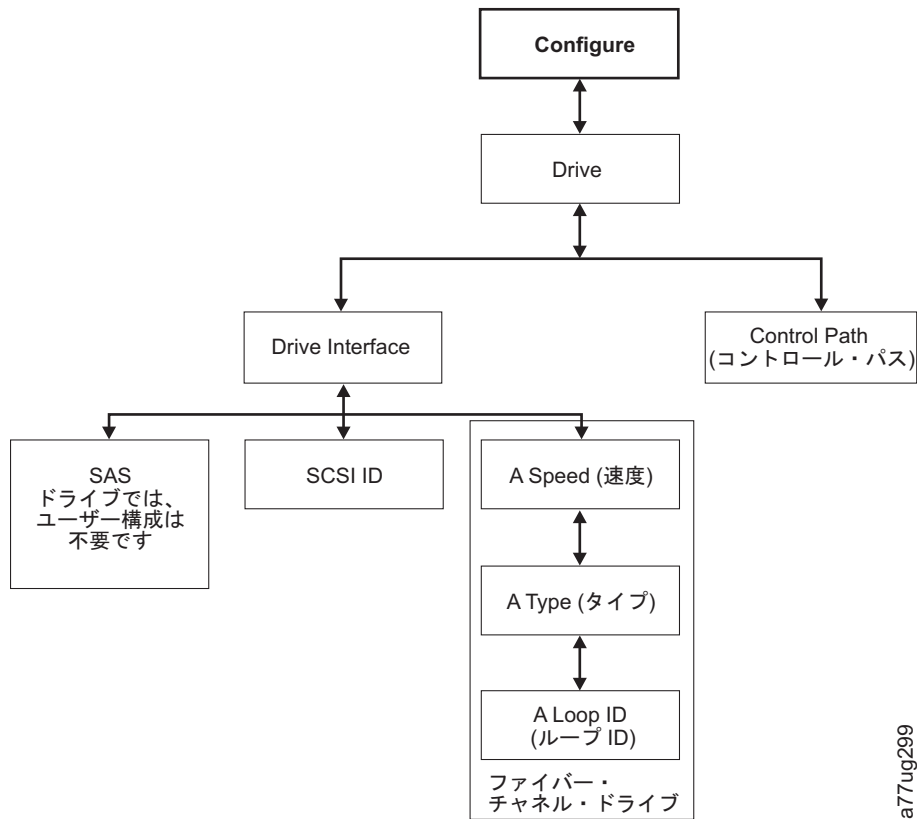 Configure
Drive
Drive Interface
Control Path
(コントロール・パス)
SAS
ドライブでは、
ユーザー構成は
不要です
SCSI ID
A Speed (速度)
A Type (タイプ)
A Loop ID
(ループ ID)
ファイバー・
チャネル・ドライブ
a77ug299